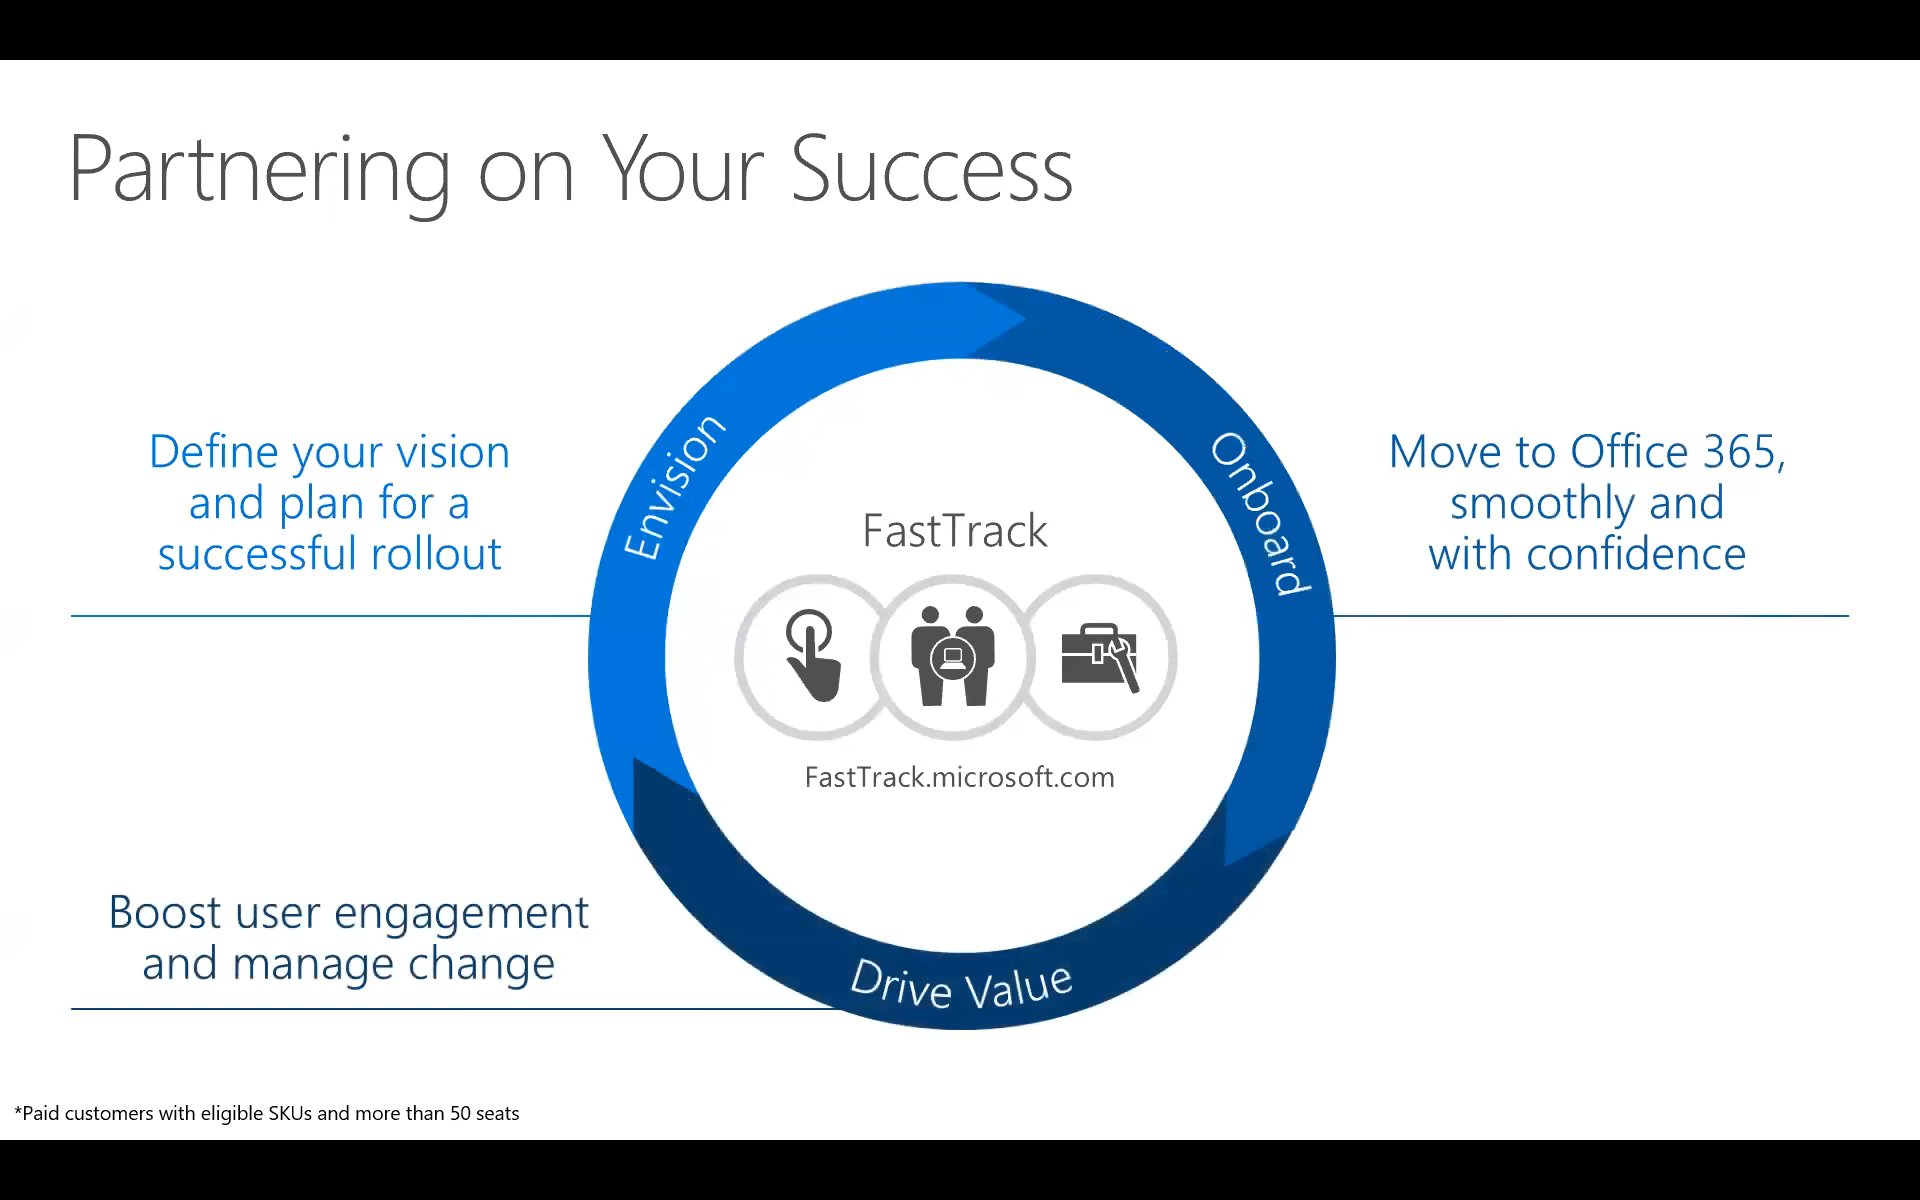 Partnering on Your Success
Define your vision
and plan for a
successful rollout
Envision
Onboard
Move to Office 365,
smoothly and
with confidence
FastTrack
FastTrack.microsoft.com
Boost user engagement
and manage change
Drive Value
*Paid customers with eligible SKUs and more than 50 seats